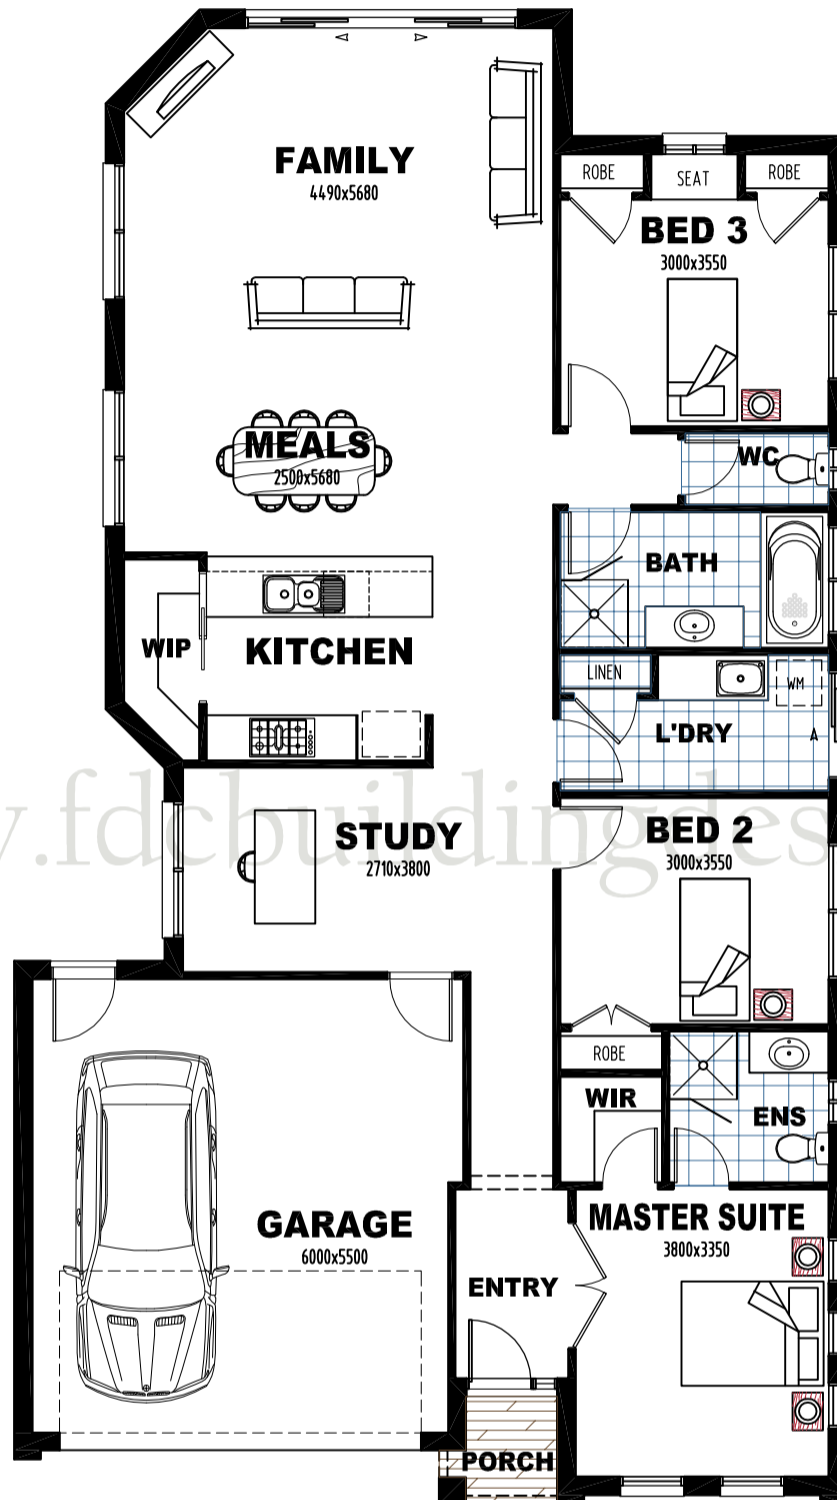 FAMILY
4490x5680
ROBE
SEAT
ROBE
BED 3
3000x3550
MEALS
2500x5680
WC
BATH
WIP
KITCHEN
LINEN
WM
L'DRY
A
v.fdcbuildingdes
STUDY
2710x3800
BED 2
3000x3550
ROBE
WIR
ENS
GARAGE
6000x5500
MASTER SUITE
3800x3350
ENTRY
PORCH